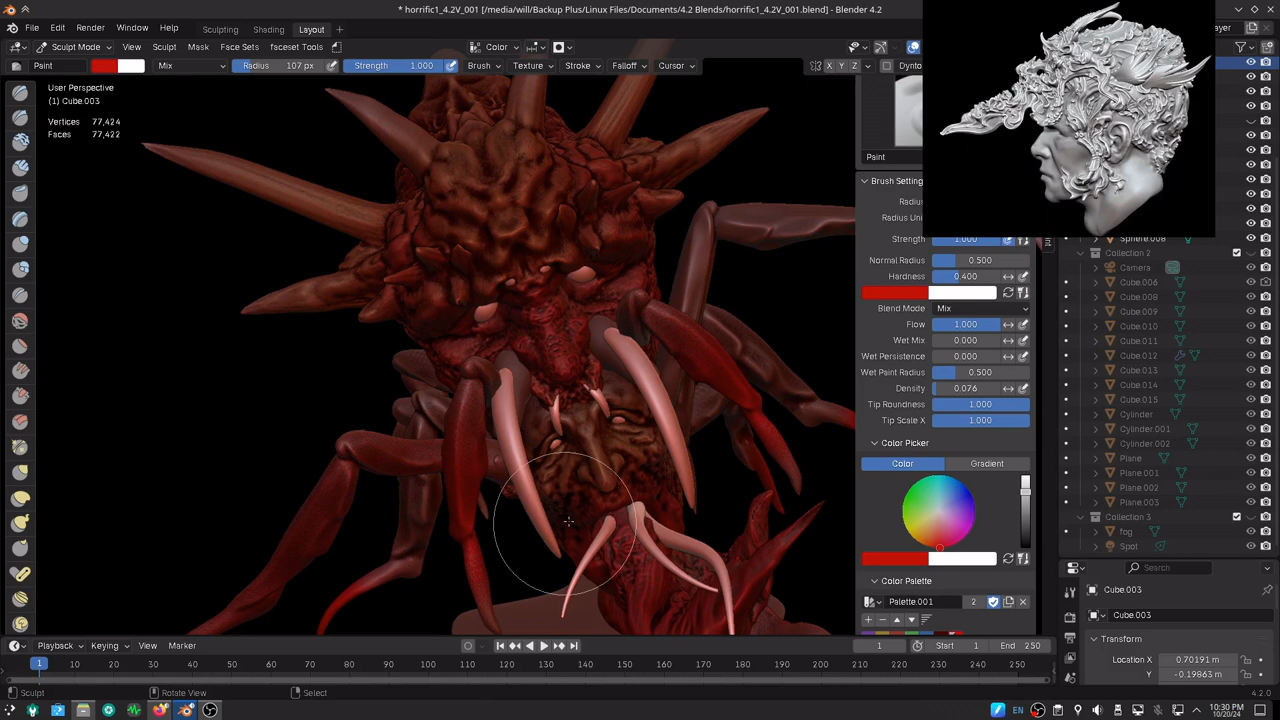 * horrific1_4.2V_001 [/media/will/Backup Plus/Linux Files/Documents/4.2 Blends/horrific1_4.2V_001.blend] - Blender 4.2
File Edit Render Window Help Sculpting Shading Layout +
Sculpt Mode View Sculpt Mask Face Sets faceset Tools Color
Paint Mix Radius 107 px Strength 1.000 Brush Texture Stroke Falloff Cursor X Y Z
User Perspective
(1) Cube.003
Vertices 77,424
Faces 77,422
Paint
Brush Setting
Strength 1.000
Normal Radius 0.500
Hardness 0.400
Blend Mode Mix
Flow 1.000
Wet Mix 0.000
Wet Persistence 0.000
Wet Paint Radius 0.500
Density 0.076
Tip Roundness 1.000
Tip Scale X 1.000
Color Picker
Color Gradient
Color Palette
Palette.001 2
Sphere.008
Collection 2
Camera
Cube.006
Cube.008
Cube.009
Cube.010
Cube.011
Cube.012
Cube.013
Cube.014
Cube.015
Cylinder
Cylinder.001
Cylinder.002
Plane
Plane.001
Plane.002
Plane.003
Collection 3
fog
Spot
Search
Cube.003
Cube.003
Transform
Location X 0.70191 m
Y -0.19863 m
Playback Keying View Marker 1 Start 1 End 250
1 10 20 30 40 50 60 70 80 90 100 110 120 130 140 150 160 170 180 190 200 210 220 230 240 250
Sculpt Rotate View Select 4.2.0
EN 10:30 PM
10/20/24